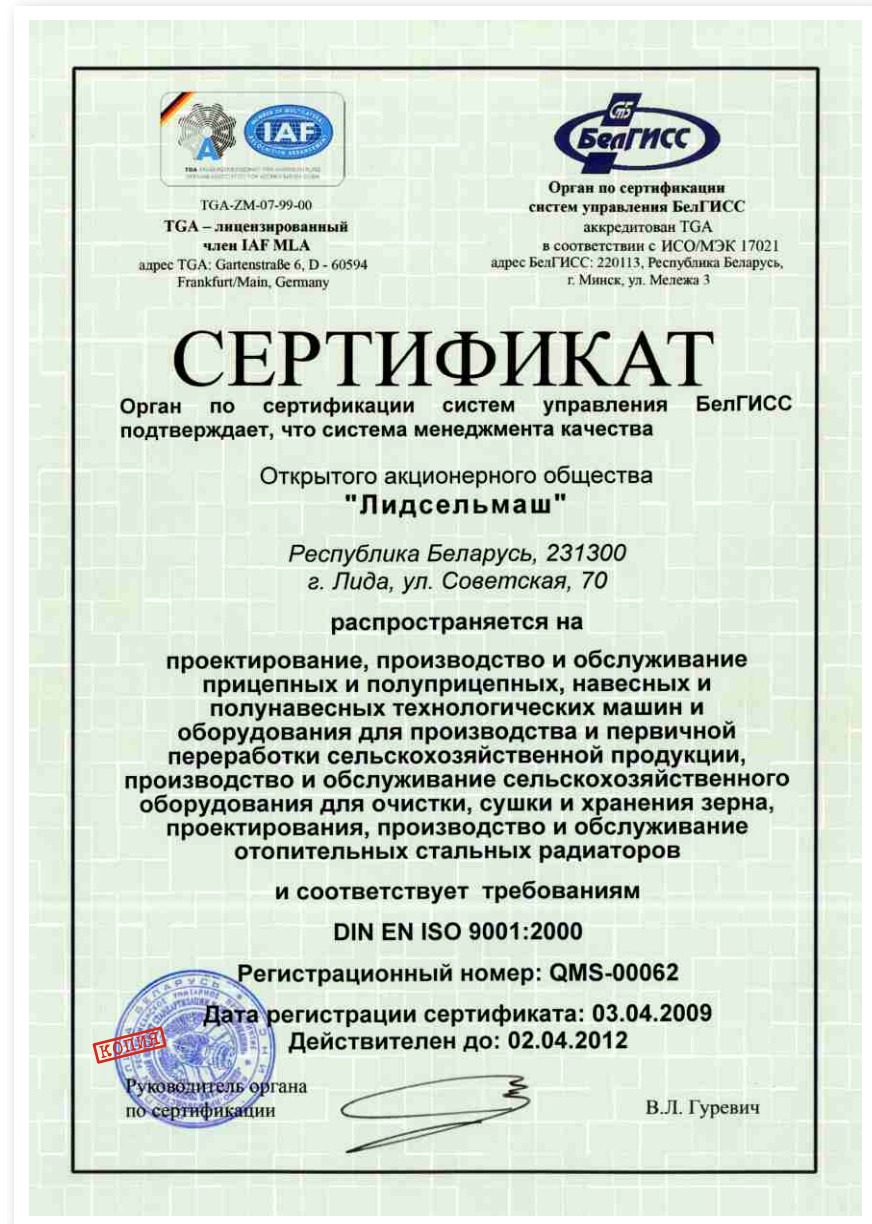 IAF
TGA-ZM-07-99-00
TGA – лицензированный
член IAF MLA
адрес TGA: Gartenstraße 6, D - 60594
Frankfurt/Main, Germany
БелГИСС
Орган по сертификации
систем управления БелГИСС
аккредитован TGA
в соответствии с ИСО/МЭК 17021
адрес БелГИСС: 220113, Республика Беларусь,
г. Минск, ул. Мележа 3
СЕРТИФИКАТ
Орган по сертификации систем управления БелГИСС
подтверждает, что система менеджмента качества
Открытого акционерного общества
"Лидсельмаш"
Республика Беларусь, 231300
г. Лида, ул. Советская, 70
распространяется на
проектирование, производство и обслуживание
прицепных и полуприцепных, навесных и
полунавесных технологических машин и
оборудования для производства и первичной
переработки сельскохозяйственной продукции,
производство и обслуживание сельскохозяйственного
оборудования для очистки, сушки и хранения зерна,
проектирования, производство и обслуживание
отопительных стальных радиаторов
и соответствует требованиям
DIN EN ISO 9001:2000
Регистрационный номер: QMS-00062
Дата регистрации сертификата: 03.04.2009
Действителен до: 02.04.2012
КОПИЯ
Руководитель органа
по сертификации
В.Л. Гуревич